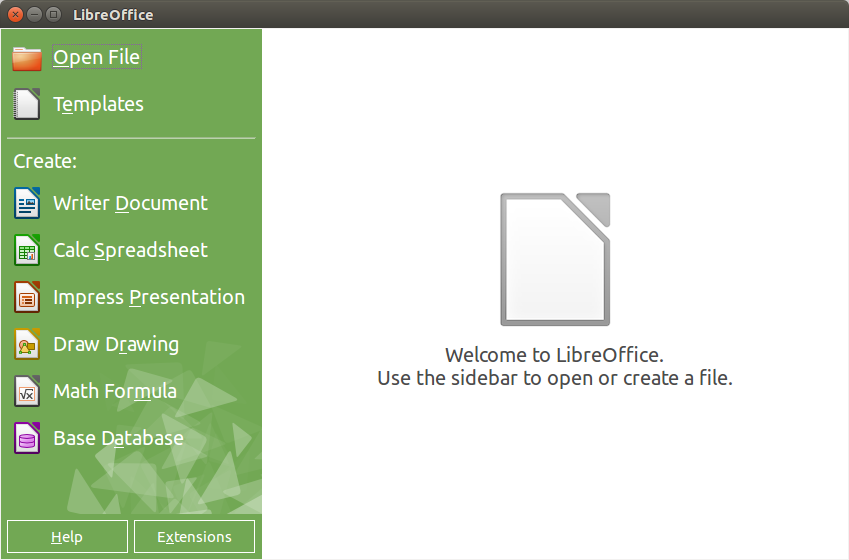 LibreOffice
Open File
Templates
Create:
Writer Document
Calc Spreadsheet
Impress Presentation
Draw Drawing
Math Formula
Base Database
Help
Extensions
Welcome to LibreOffice.
Use the sidebar to open or create a file.